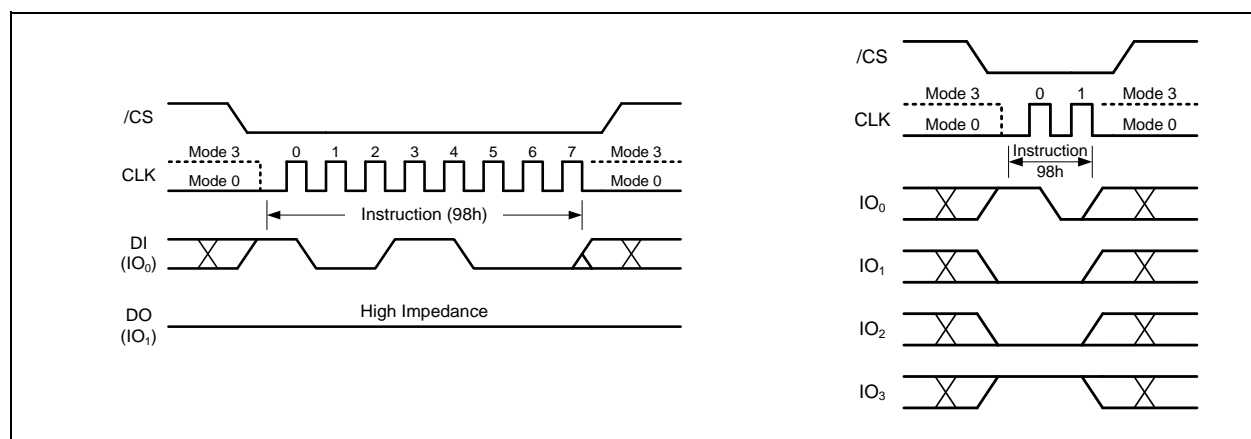 /CS
Mode 3
0 1 2 3 4 5 6 7
Mode 3
CLK
Mode 0
Mode 0
Instruction (98h)
DI
(IO₀)
High Impedance
DO
(IO₁)
/CS
Mode 3
0 1
Mode 3
CLK
Mode 0
Mode 0
Instruction
98h
IO₀
IO₁
IO₂
IO₃